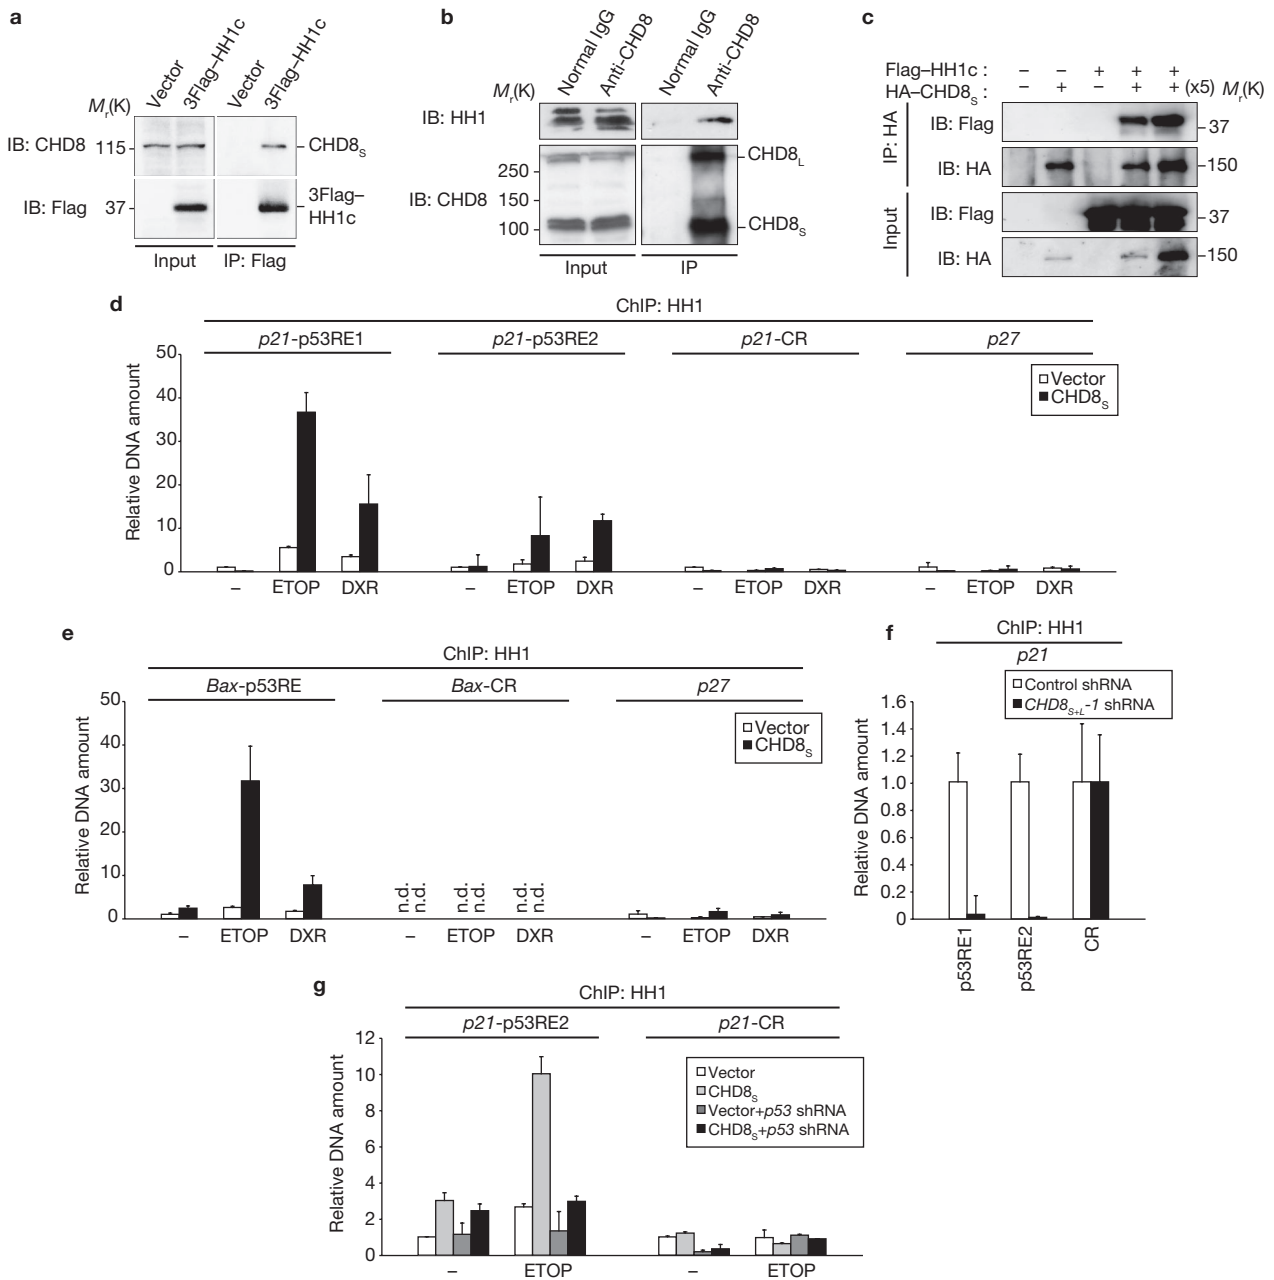 a
Vector
3Flag–HH1c
Vector
3Flag–HH1c
Mr(K)
IB: CHD8 115 CHD8S
IB: Flag 37 3Flag–
HH1c
Input IP: Flag
b
Normal IgG
Anti-CHD8
Normal IgG
Anti-CHD8
Mr(K)
IB: HH1
250 CHD8L
IB: CHD8 150
100 CHD8S
Input IP
c
Flag–HH1c : – – + + +
HA–CHD8S : – + – + + (x5) Mr(K)
IP: HA
IB: Flag 37
IB: HA 150
Input
IB: Flag 37
IB: HA 150
d
ChIP: HH1
p21-p53RE1 p21-p53RE2 p21-CR p27
Relative DNA amount
50
40
30
20
10
0
Vector
CHD8S
– ETOP DXR – ETOP DXR – ETOP DXR – ETOP DXR
e
ChIP: HH1
Bax-p53RE Bax-CR p27
Relative DNA amount
50
40
30
20
10
0
Vector
CHD8S
n.d. n.d. n.d. n.d. n.d. n.d.
– ETOP DXR – ETOP DXR – ETOP DXR
f
ChIP: HH1
p21
Control shRNA
CHD8S+L-1 shRNA
Relative DNA amount
1.6
1.4
1.2
1.0
0.8
0.6
0.4
0.2
0
p53RE1
p53RE2
CR
g
ChIP: HH1
p21-p53RE2 p21-CR
Relative DNA amount
12
10
8
6
4
2
0
Vector
CHD8S
Vector+p53 shRNA
CHD8S+p53 shRNA
– ETOP – ETOP